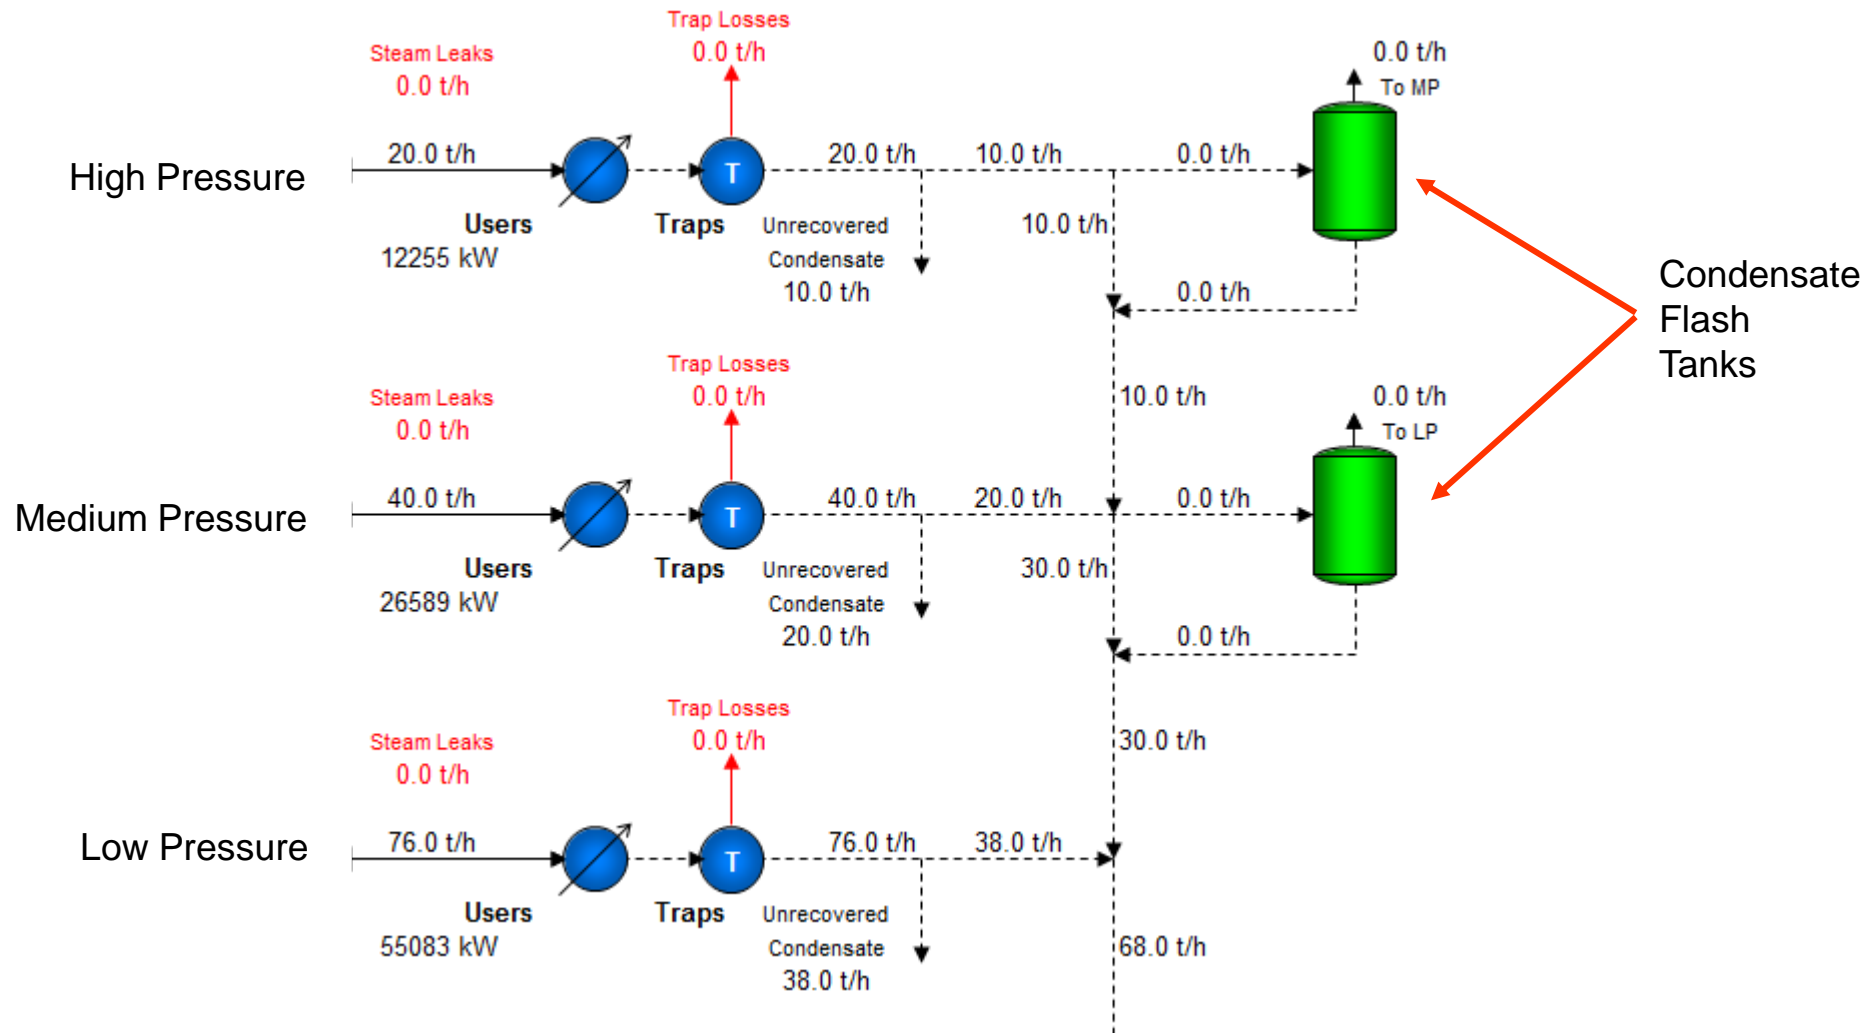 Trap Losses
0.0 t/h
Steam Leaks
0.0 t/h
0.0 t/h
To MP
High Pressure
20.0 t/h
T
20.0 t/h
10.0 t/h
0.0 t/h
Users
12255 kW
Traps
Unrecovered
Condensate
10.0 t/h
10.0 t/h
0.0 t/h
Condensate
Flash
Tanks
Trap Losses
0.0 t/h
Steam Leaks
0.0 t/h
10.0 t/h
0.0 t/h
To LP
Medium Pressure
40.0 t/h
T
40.0 t/h
20.0 t/h
0.0 t/h
Users
26589 kW
Traps
Unrecovered
Condensate
20.0 t/h
30.0 t/h
0.0 t/h
Trap Losses
0.0 t/h
Steam Leaks
0.0 t/h
30.0 t/h
Low Pressure
76.0 t/h
T
76.0 t/h
38.0 t/h
Users
55083 kW
Traps
Unrecovered
Condensate
38.0 t/h
68.0 t/h